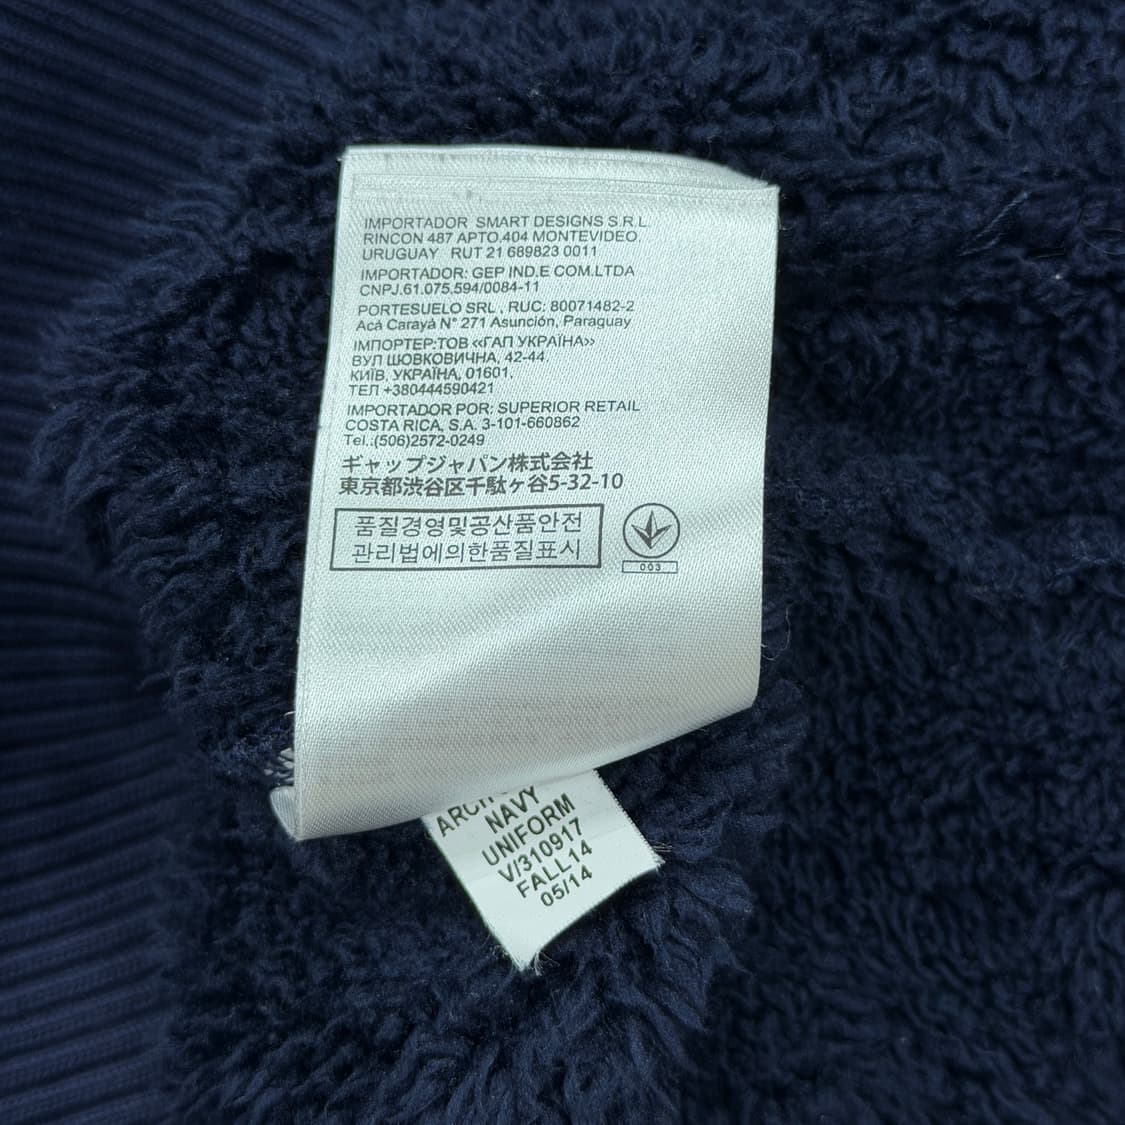 IMPORTADOR SMART DESIGNS S.R.L.
RINCON 487 APTO.404 MONTEVIDEO,
URUGUAY RUT 21 689823 0011
IMPORTADOR: GEP IND.E COM.LTDA
CNPJ.61.075.594/0084-11
PORTESUELO SRL , RUC: 80071482-2
Acá Carayá N° 271 Asunción, Paraguay
ІМПОРТЕР:ТОВ «ГАП УКРАЇНА»
ВУЛ ШОВКОВИЧНА, 42-44,
КИЇВ, УКРАЇНА, 01601,
ТЕЛ +380444590421
IMPORTADOR POR: SUPERIOR RETAIL
COSTA RICA, S.A. 3-101-660862
Tel.:(506)2572-0249
ギャップジャパン株式会社
東京都渋谷区千駄ヶ谷5-32-10
품질경영및공산품안전
관리법에의한품질표시
003
NAVY
UNIFORM
V/310917
FALL14
05/14